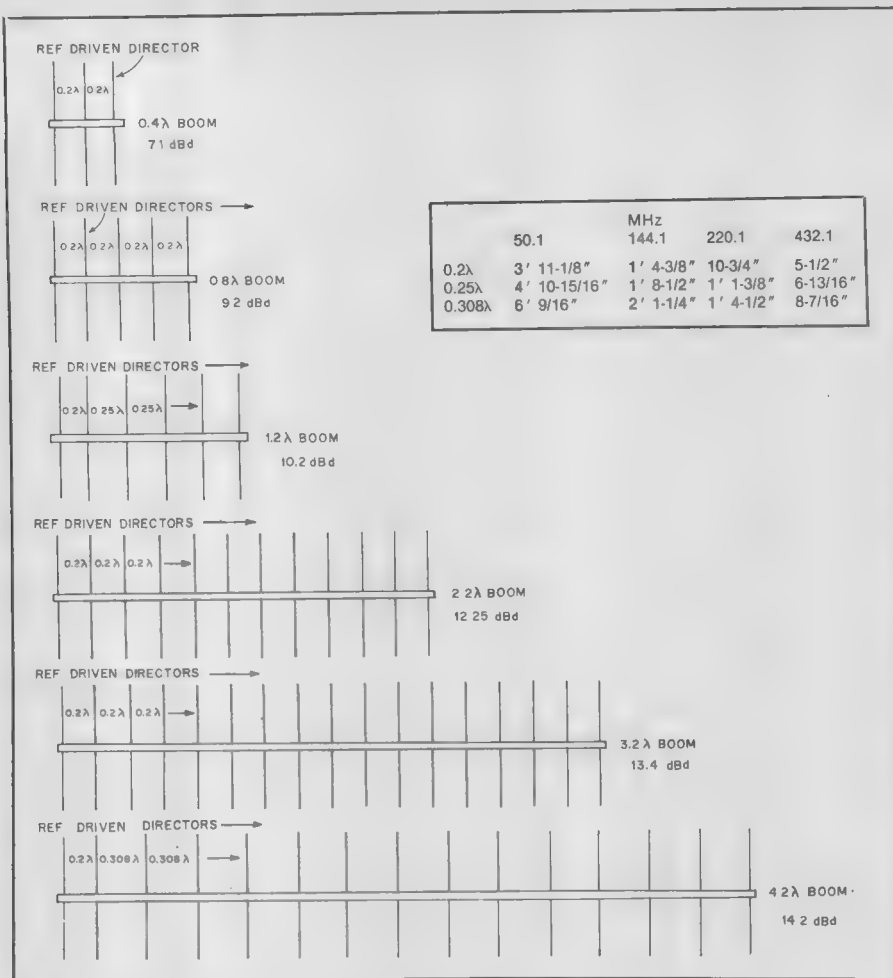 REF DRIVEN DIRECTOR
0.2λ 0.2λ
0.4λ BOOM
7.1 dBd
REF DRIVEN DIRECTORS →
0.2λ 0.2λ 0.2λ 0.2λ
0.8λ BOOM
9.2 dBd
MHz
50.1 144.1 220.1 432.1
0.2λ 3' 11-1/8" 1' 4-3/8" 10-3/4" 5-1/2"
0.25λ 4' 10-15/16" 1' 8-1/2" 1' 1-3/8" 6-13/16"
0.308λ 6' 9/16" 2' 1-1/4" 1' 4-1/2" 8-7/16"
REF DRIVEN DIRECTORS →
0.2λ 0.25λ 0.25λ →
1.2λ BOOM
10.2 dBd
REF DRIVEN DIRECTORS →
0.2λ 0.2λ 0.2λ →
2.2λ BOOM
12.25 dBd
REF DRIVEN DIRECTORS →
0.2λ 0.2λ 0.2λ →
3.2λ BOOM
13.4 dBd
REF DRIVEN DIRECTORS →
0.2λ 0.308λ 0.308λ →
4.2λ BOOM
14.2 dBd